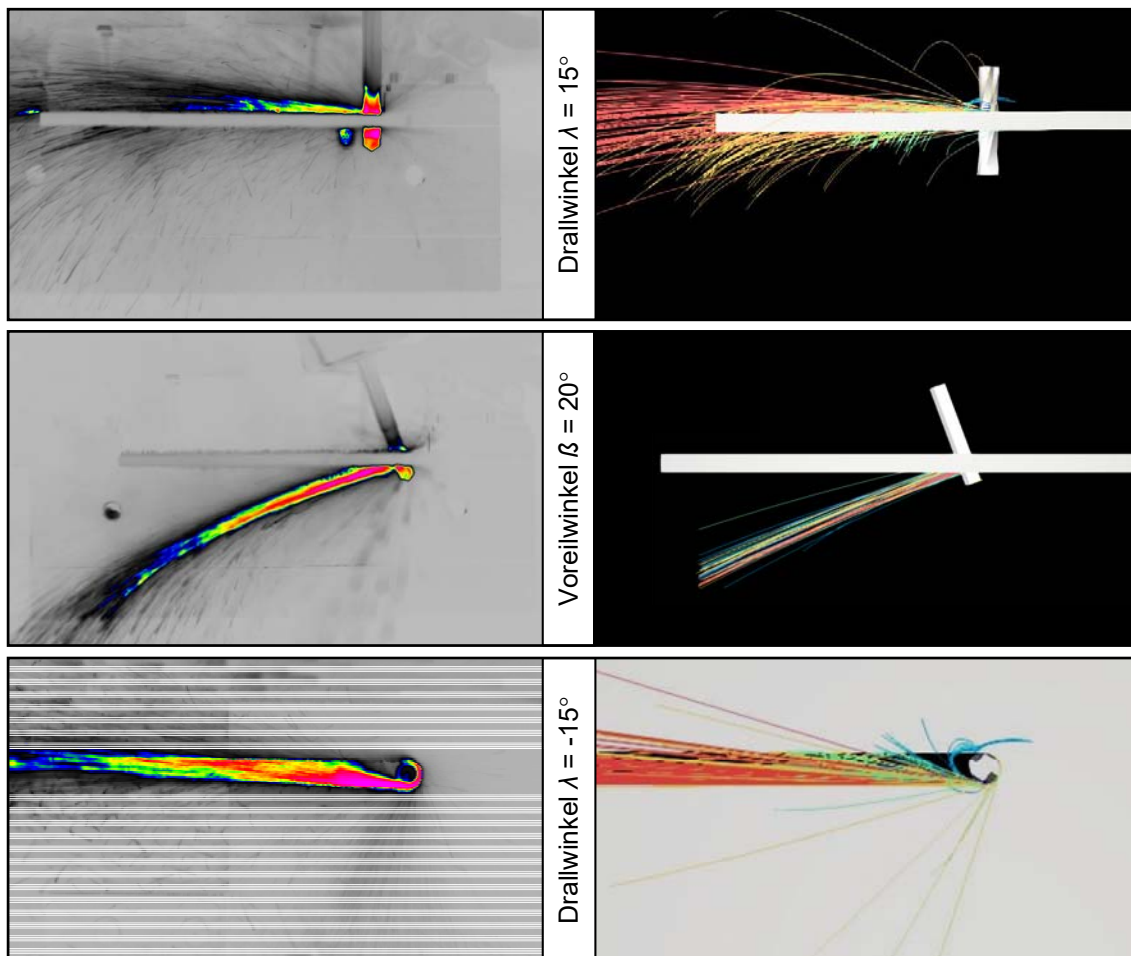 Drallwinkel λ = 15°
Voreilwinkel ß = 20°
Drallwinkel λ = -15°